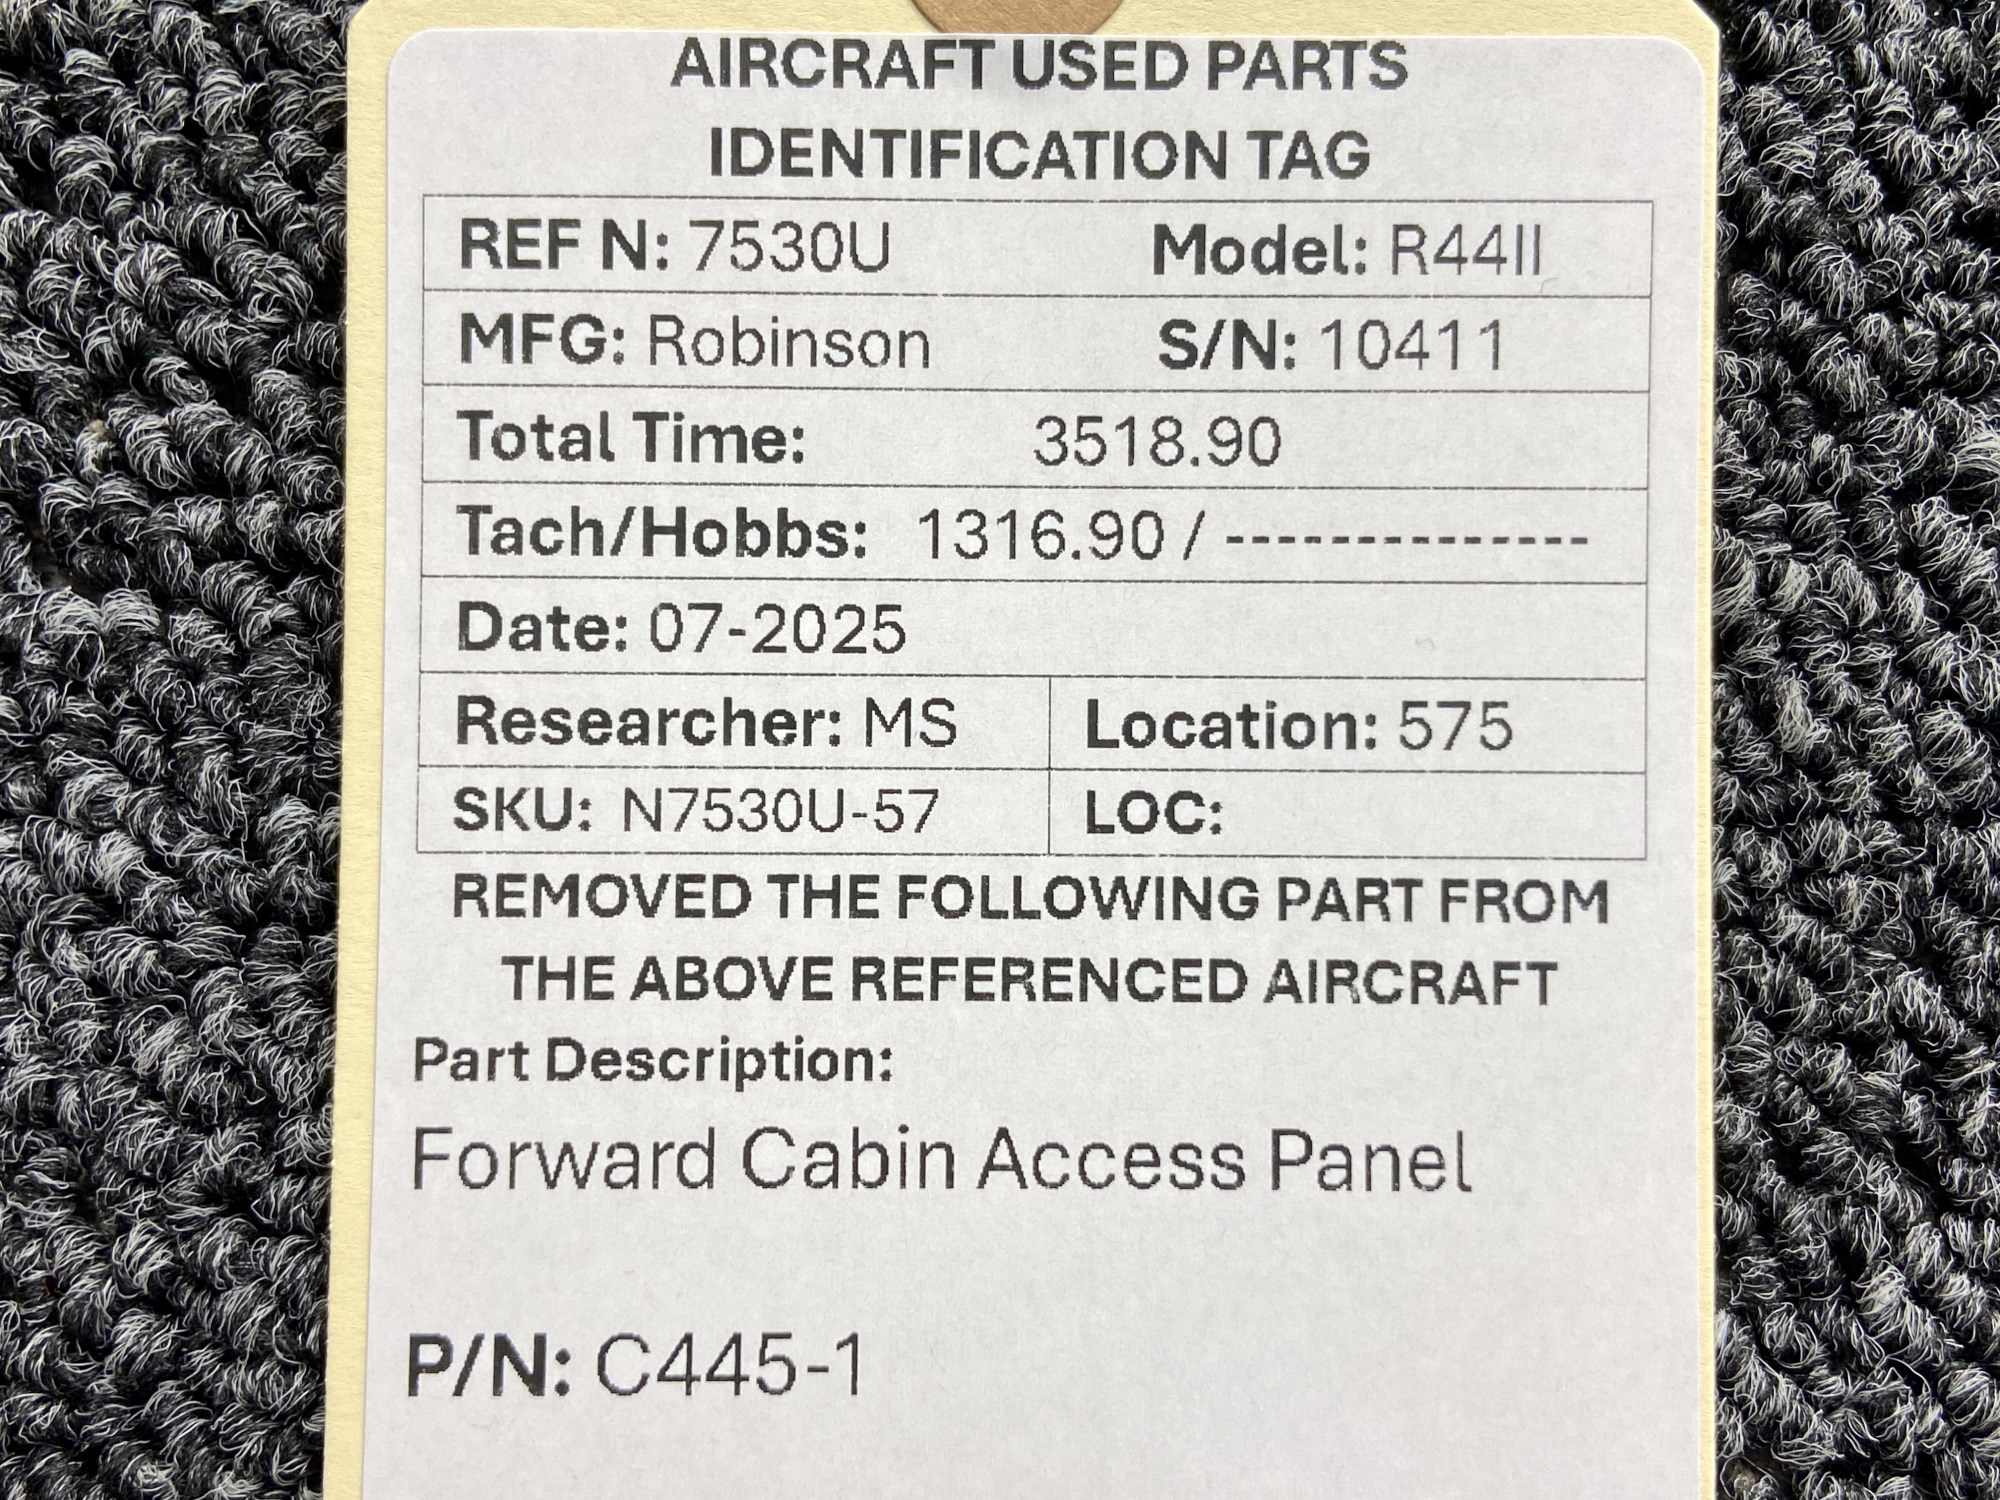 AIRCRAFT USED PARTS
IDENTIFICATION TAG
REF N: 7530U Model: R44II
MFG: Robinson S/N: 10411
Total Time: 3518.90
Tach/Hobbs: 1316.90 / --------------
Date: 07-2025
Researcher: MS Location: 575
SKU: N7530U-57 LOC:
REMOVED THE FOLLOWING PART FROM
THE ABOVE REFERENCED AIRCRAFT
Part Description:
Forward Cabin Access Panel
P/N: C445-1